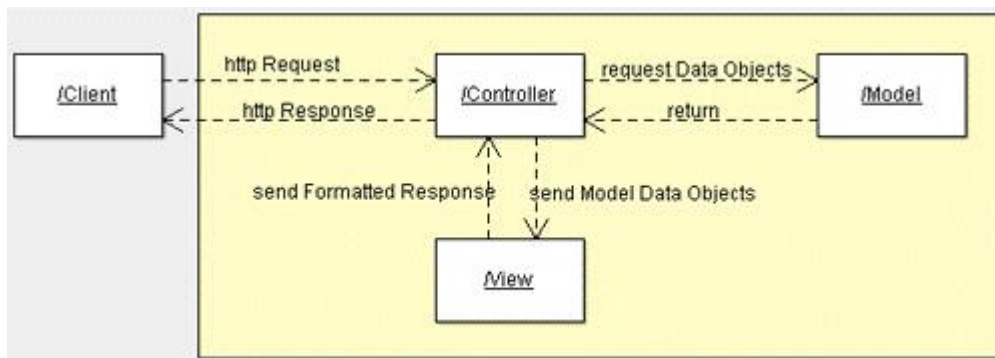 http Request
request Data Objects
/Client
/Controller
/Model
http Response
return
send Formatted Response
send Model Data Objects
/View